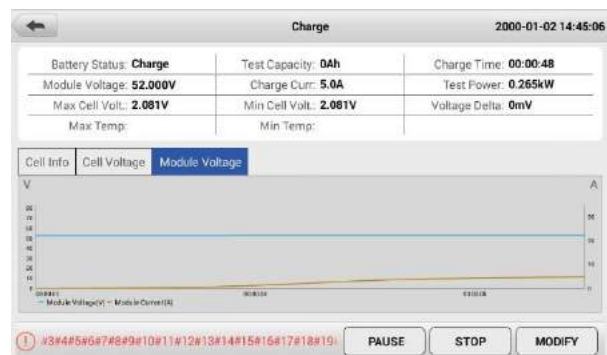 Charge
2000-01-02 14:45:06
Battery Status: Charge
Test Capacity: 0Ah
Charge Time: 00:00:48
Module Voltage: 52.000V
Charge Curr: 5.0A
Test Power: 0.265kW
Max Cell Volt.: 2.081V
Min Cell Volt.: 2.081V
Voltage Delta: 0mV
Max Temp:
Min Temp:
Cell Info
Cell Voltage
Module Voltage
V
A
Module Voltage(V)
Module Current(A)
#3#4#5#6#7#8#9#10#11#12#13#14#15#16#17#18#19
PAUSE
STOP
MODIFY